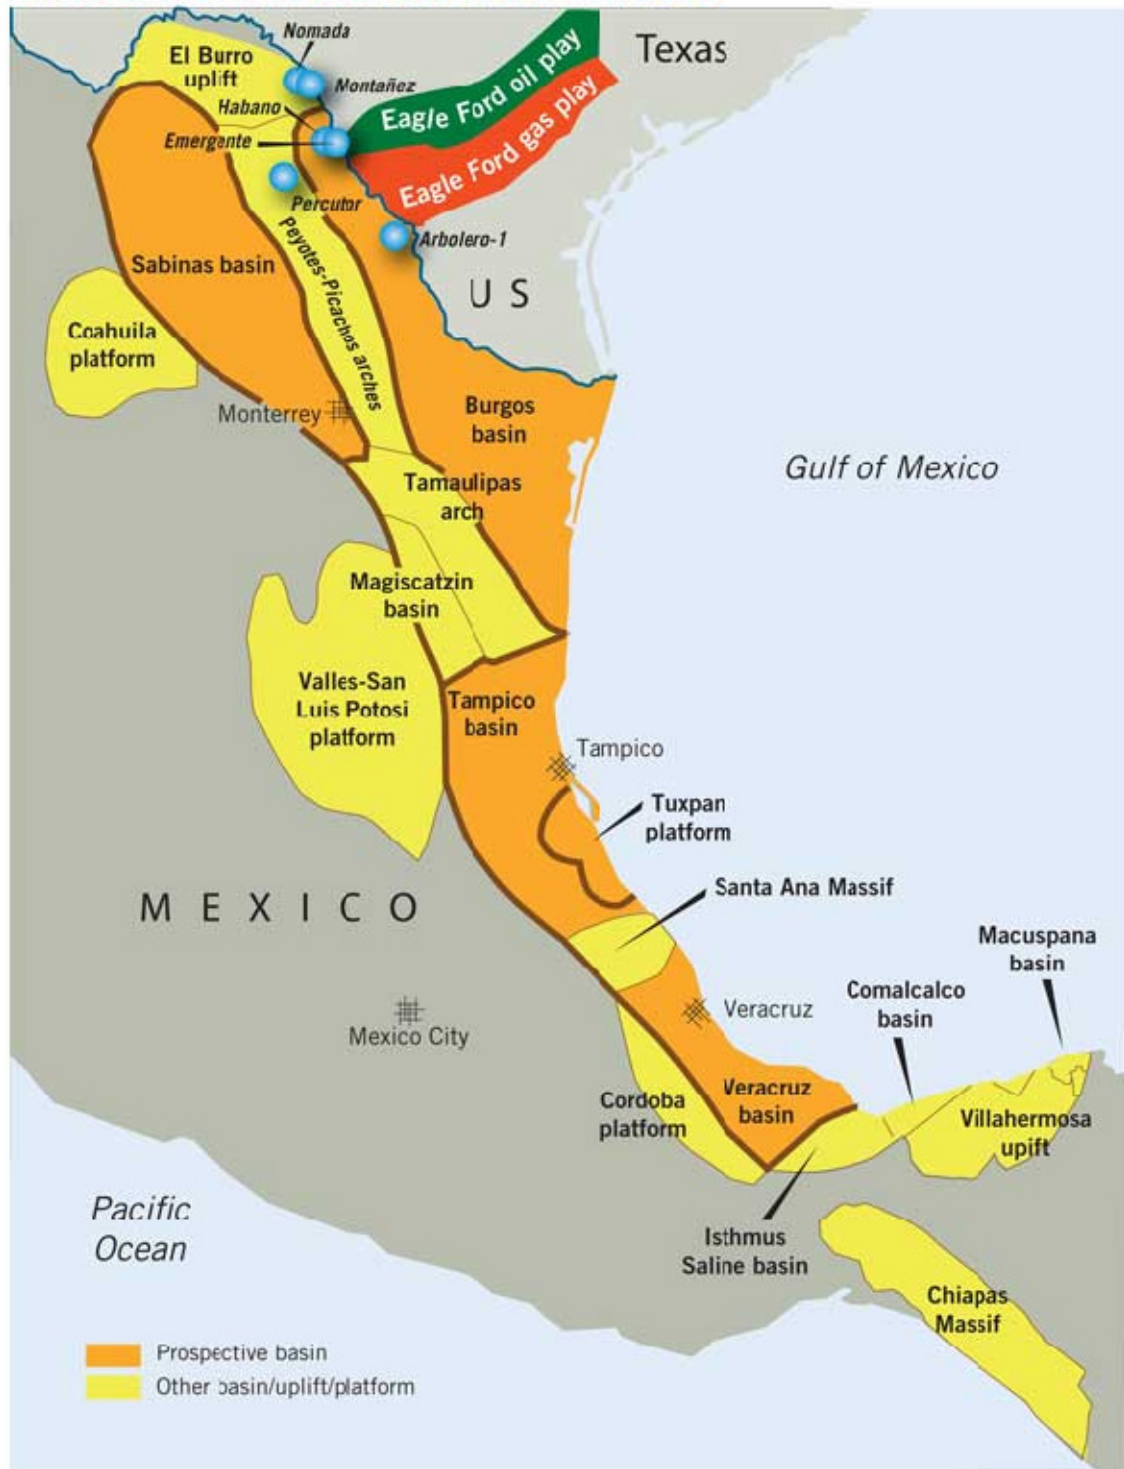 Nomada
El Burro
uplift
Montañez
Habano
Emergente
Percutor
Arbolero-1
Eagle Ford oil play
Eagle Ford gas play
Texas
U S
Peyotes-Picachos arches
Sabinas basin
Coahuila
platform
Monterrey
Burgos
basin
Gulf of Mexico
Tamaulipas
arch
Magiscatzin
basin
Valles-San
Luis Potosi
platform
Tampico
basin
Tampico
Tuxpan
platform
Santa Ana Massif
MEXICO
Macuspana
basin
Comalcalco
basin
Mexico City
Veracruz
Veracruz
basin
Cordoba
platform
Villahermosa
upift
Isthmus
Saline basin
Pacific
Ocean
Chiapas
Massif
Prospective basin
Other basin/uplift/platform